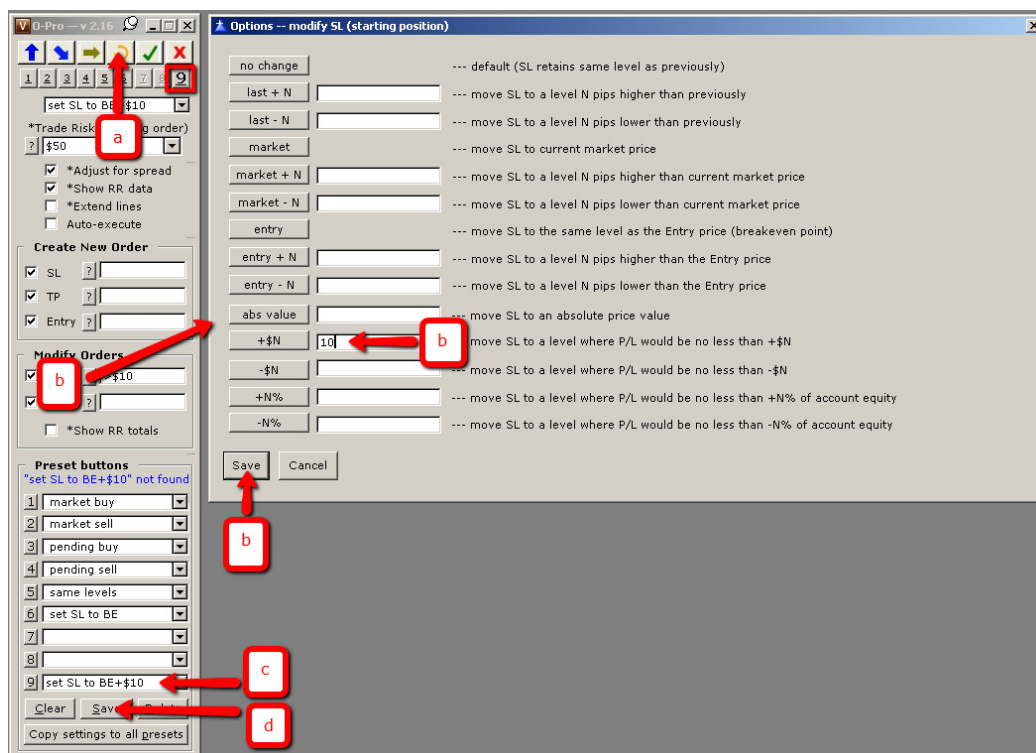 O-Pro — v 2.16
1 2 3 4 5 6 7 8 9
set SL to BE+$10
*Trade Risk g order)
? $50
*Adjust for spread
*Show RR data
*Extend lines
Auto-execute
Create New Order
SL ?
TP ?
Entry ?
Modify Orders
+$10
?
*Show RR totals
Preset buttons
"set SL to BE+$10" not found
1 market buy
2 market sell
3 pending buy
4 pending sell
5 same levels
6 set SL to BE
7
8
9 set SL to BE+$10
Clear Save
Copy settings to all presets
Options -- modify SL (starting position)
no change --- default (SL retains same level as previously)
last + N --- move SL to a level N pips higher than previously
last - N --- move SL to a level N pips lower than previously
market --- move SL to current market price
market + N --- move SL to a level N pips higher than current market price
market - N --- move SL to a level N pips lower than current market price
entry --- move SL to the same level as the Entry price (breakeven point)
entry + N --- move SL to a level N pips higher than the Entry price
entry - N --- move SL to a level N pips lower than the Entry price
abs value --- move SL to an absolute price value
+$N 10 move SL to a level where P/L would be no less than +$N
-$N --- move SL to a level where P/L would be no less than -$N
+N% --- move SL to a level where P/L would be no less than +N% of account equity
-N% --- move SL to a level where P/L would be no less than -N% of account equity
Save Cancel
a
b
b
b
c
d